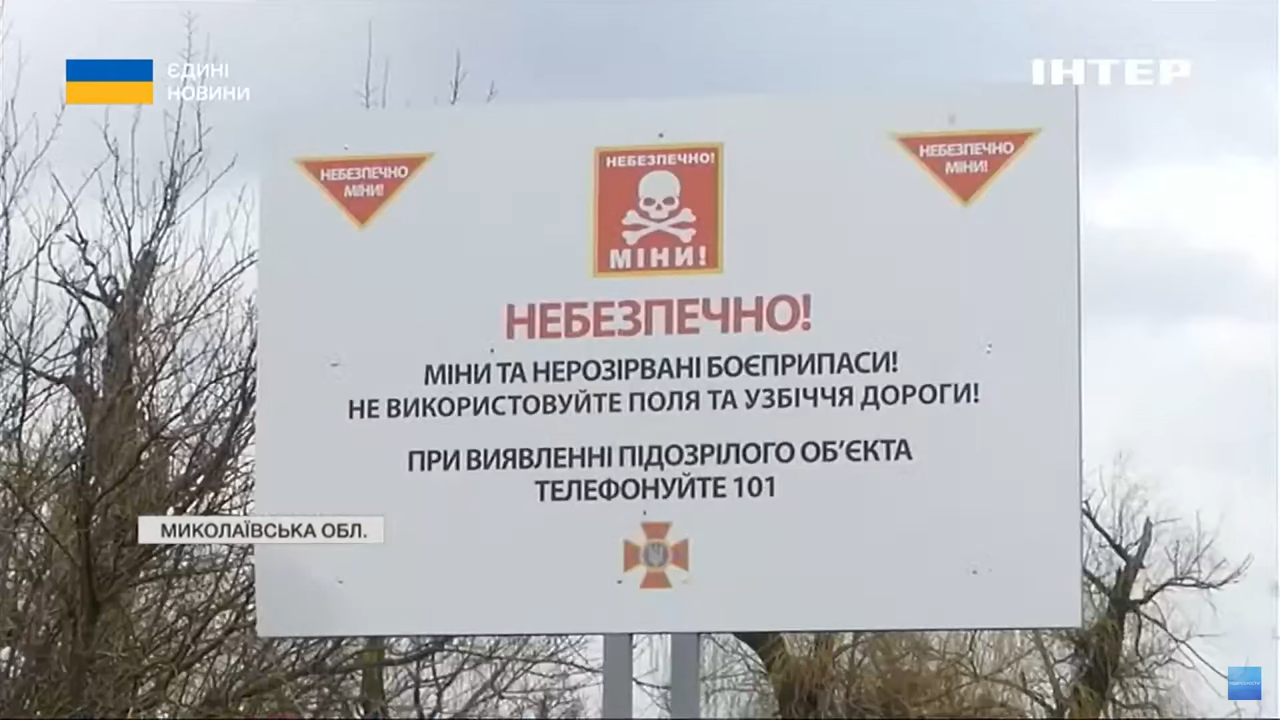 ЄДИНІ
НОВИНИ
ІНТЕР
НЕБЕЗПЕЧНО
МІНИ!
НЕБЕЗПЕЧНО!
МІНИ!
НЕБЕЗПЕЧНО
МІНИ!
НЕБЕЗПЕЧНО!
МІНИ ТА НЕРОЗІРВАНІ БОЄПРИПАСИ!
НЕ ВИКОРИСТОВУЙТЕ ПОЛЯ ТА УЗБІЧЧЯ ДОРОГИ!
ПРИ ВИЯВЛЕННІ ПІДОЗРІЛОГО ОБ’ЄКТА
ТЕЛЕФОНУЙТЕ 101
МИКОЛАЇВСЬКА ОБЛ.